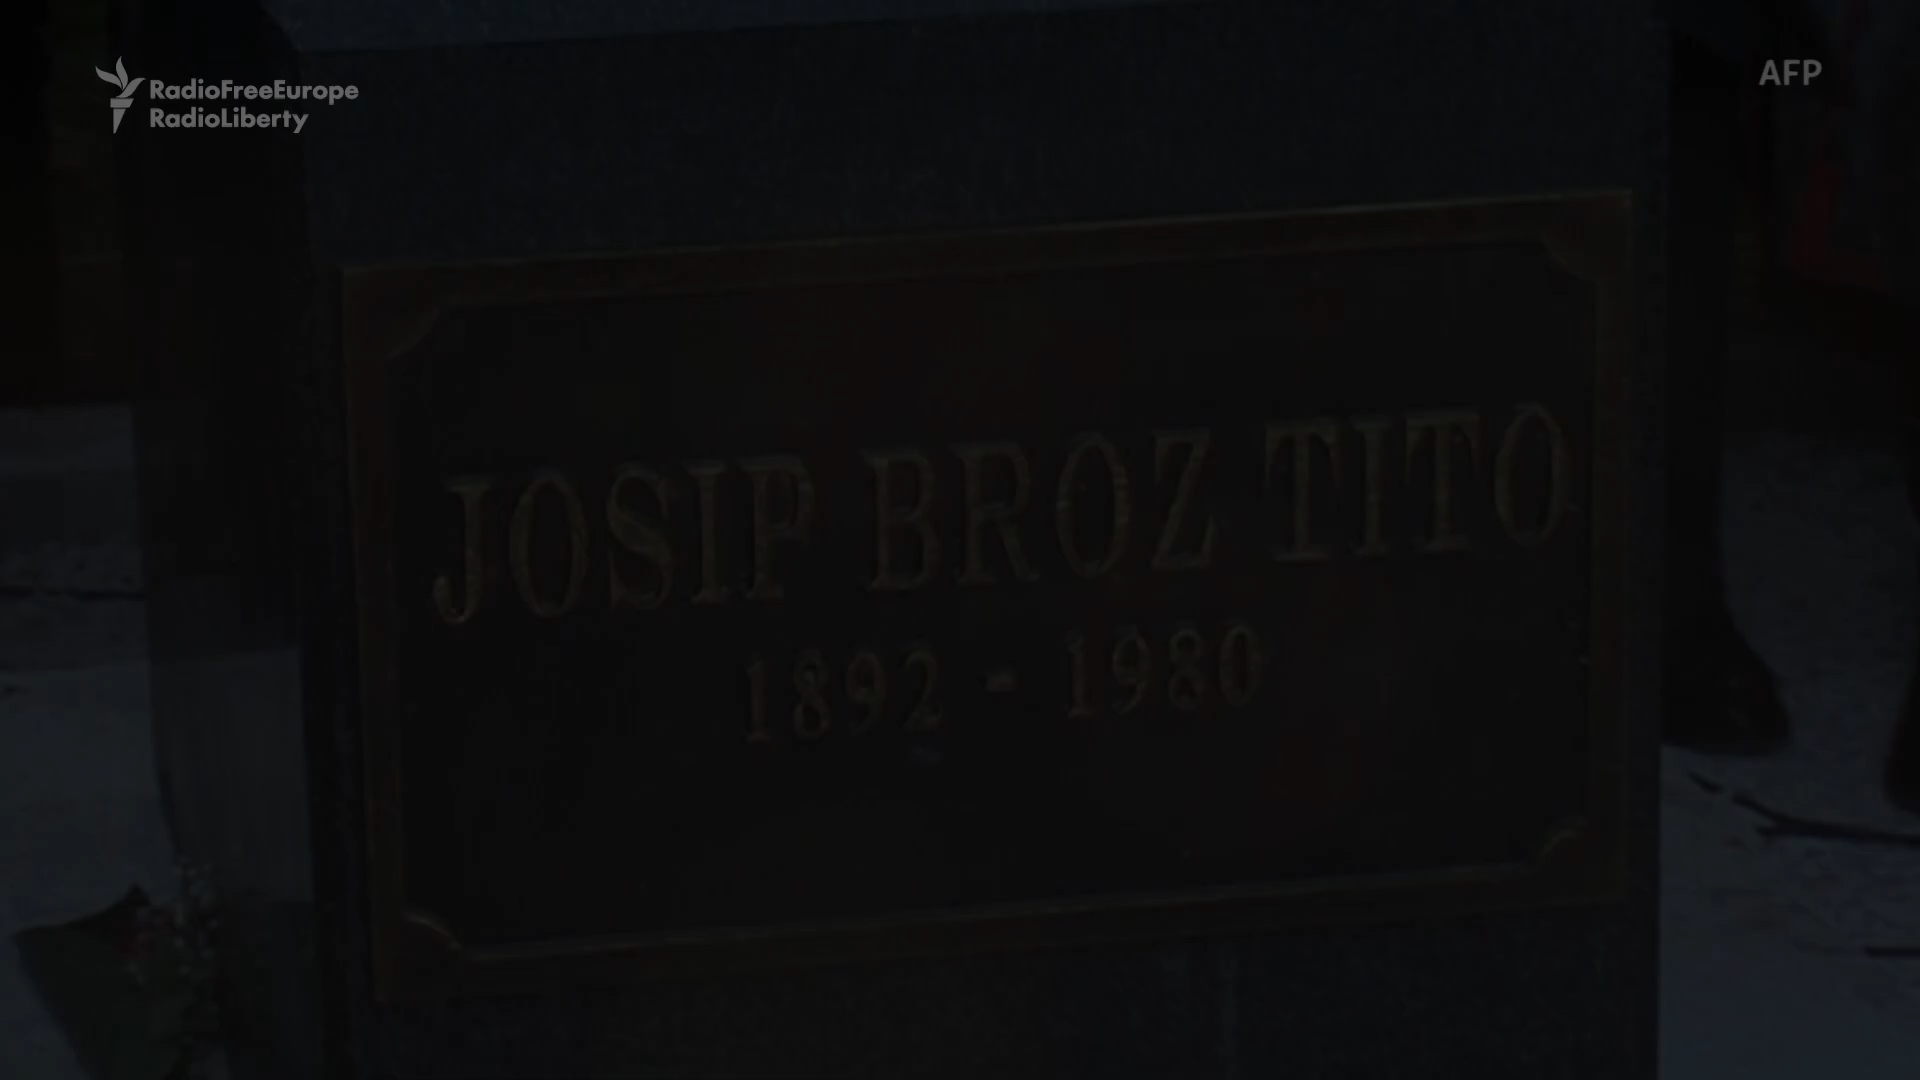 RadioFreeEurope
RadioLiberty
AFP
JOSIP BROZ TITO
1892 - 1980